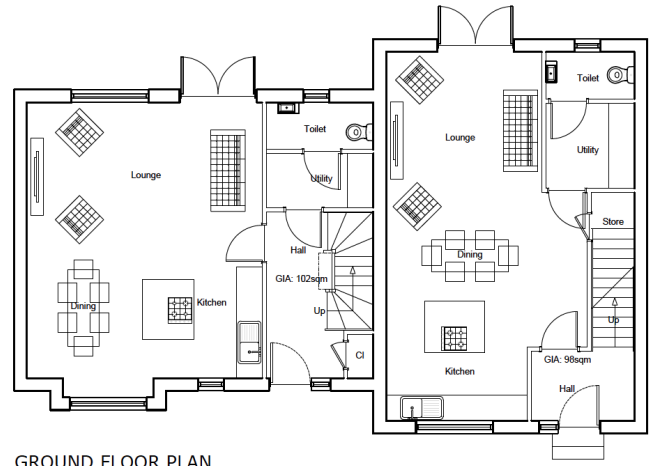 Toilet
Lounge
Utility
Hall
GIA: 102sqm
Dining
Kitchen
Up
Cl
Toilet
Lounge
Utility
Store
Dining
Up
GIA: 98sqm
Kitchen
Hall
GROUND FLOOR PLAN